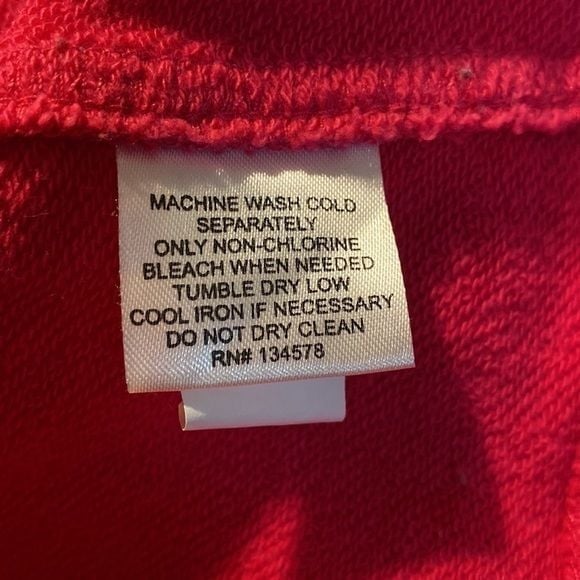 MACHINE WASH COLD
SEPARATELY
ONLY NON-CHLORINE
BLEACH WHEN NEEDED
TUMBLE DRY LOW
COOL IRON IF NECESSARY
DO NOT DRY CLEAN
RN# 134578